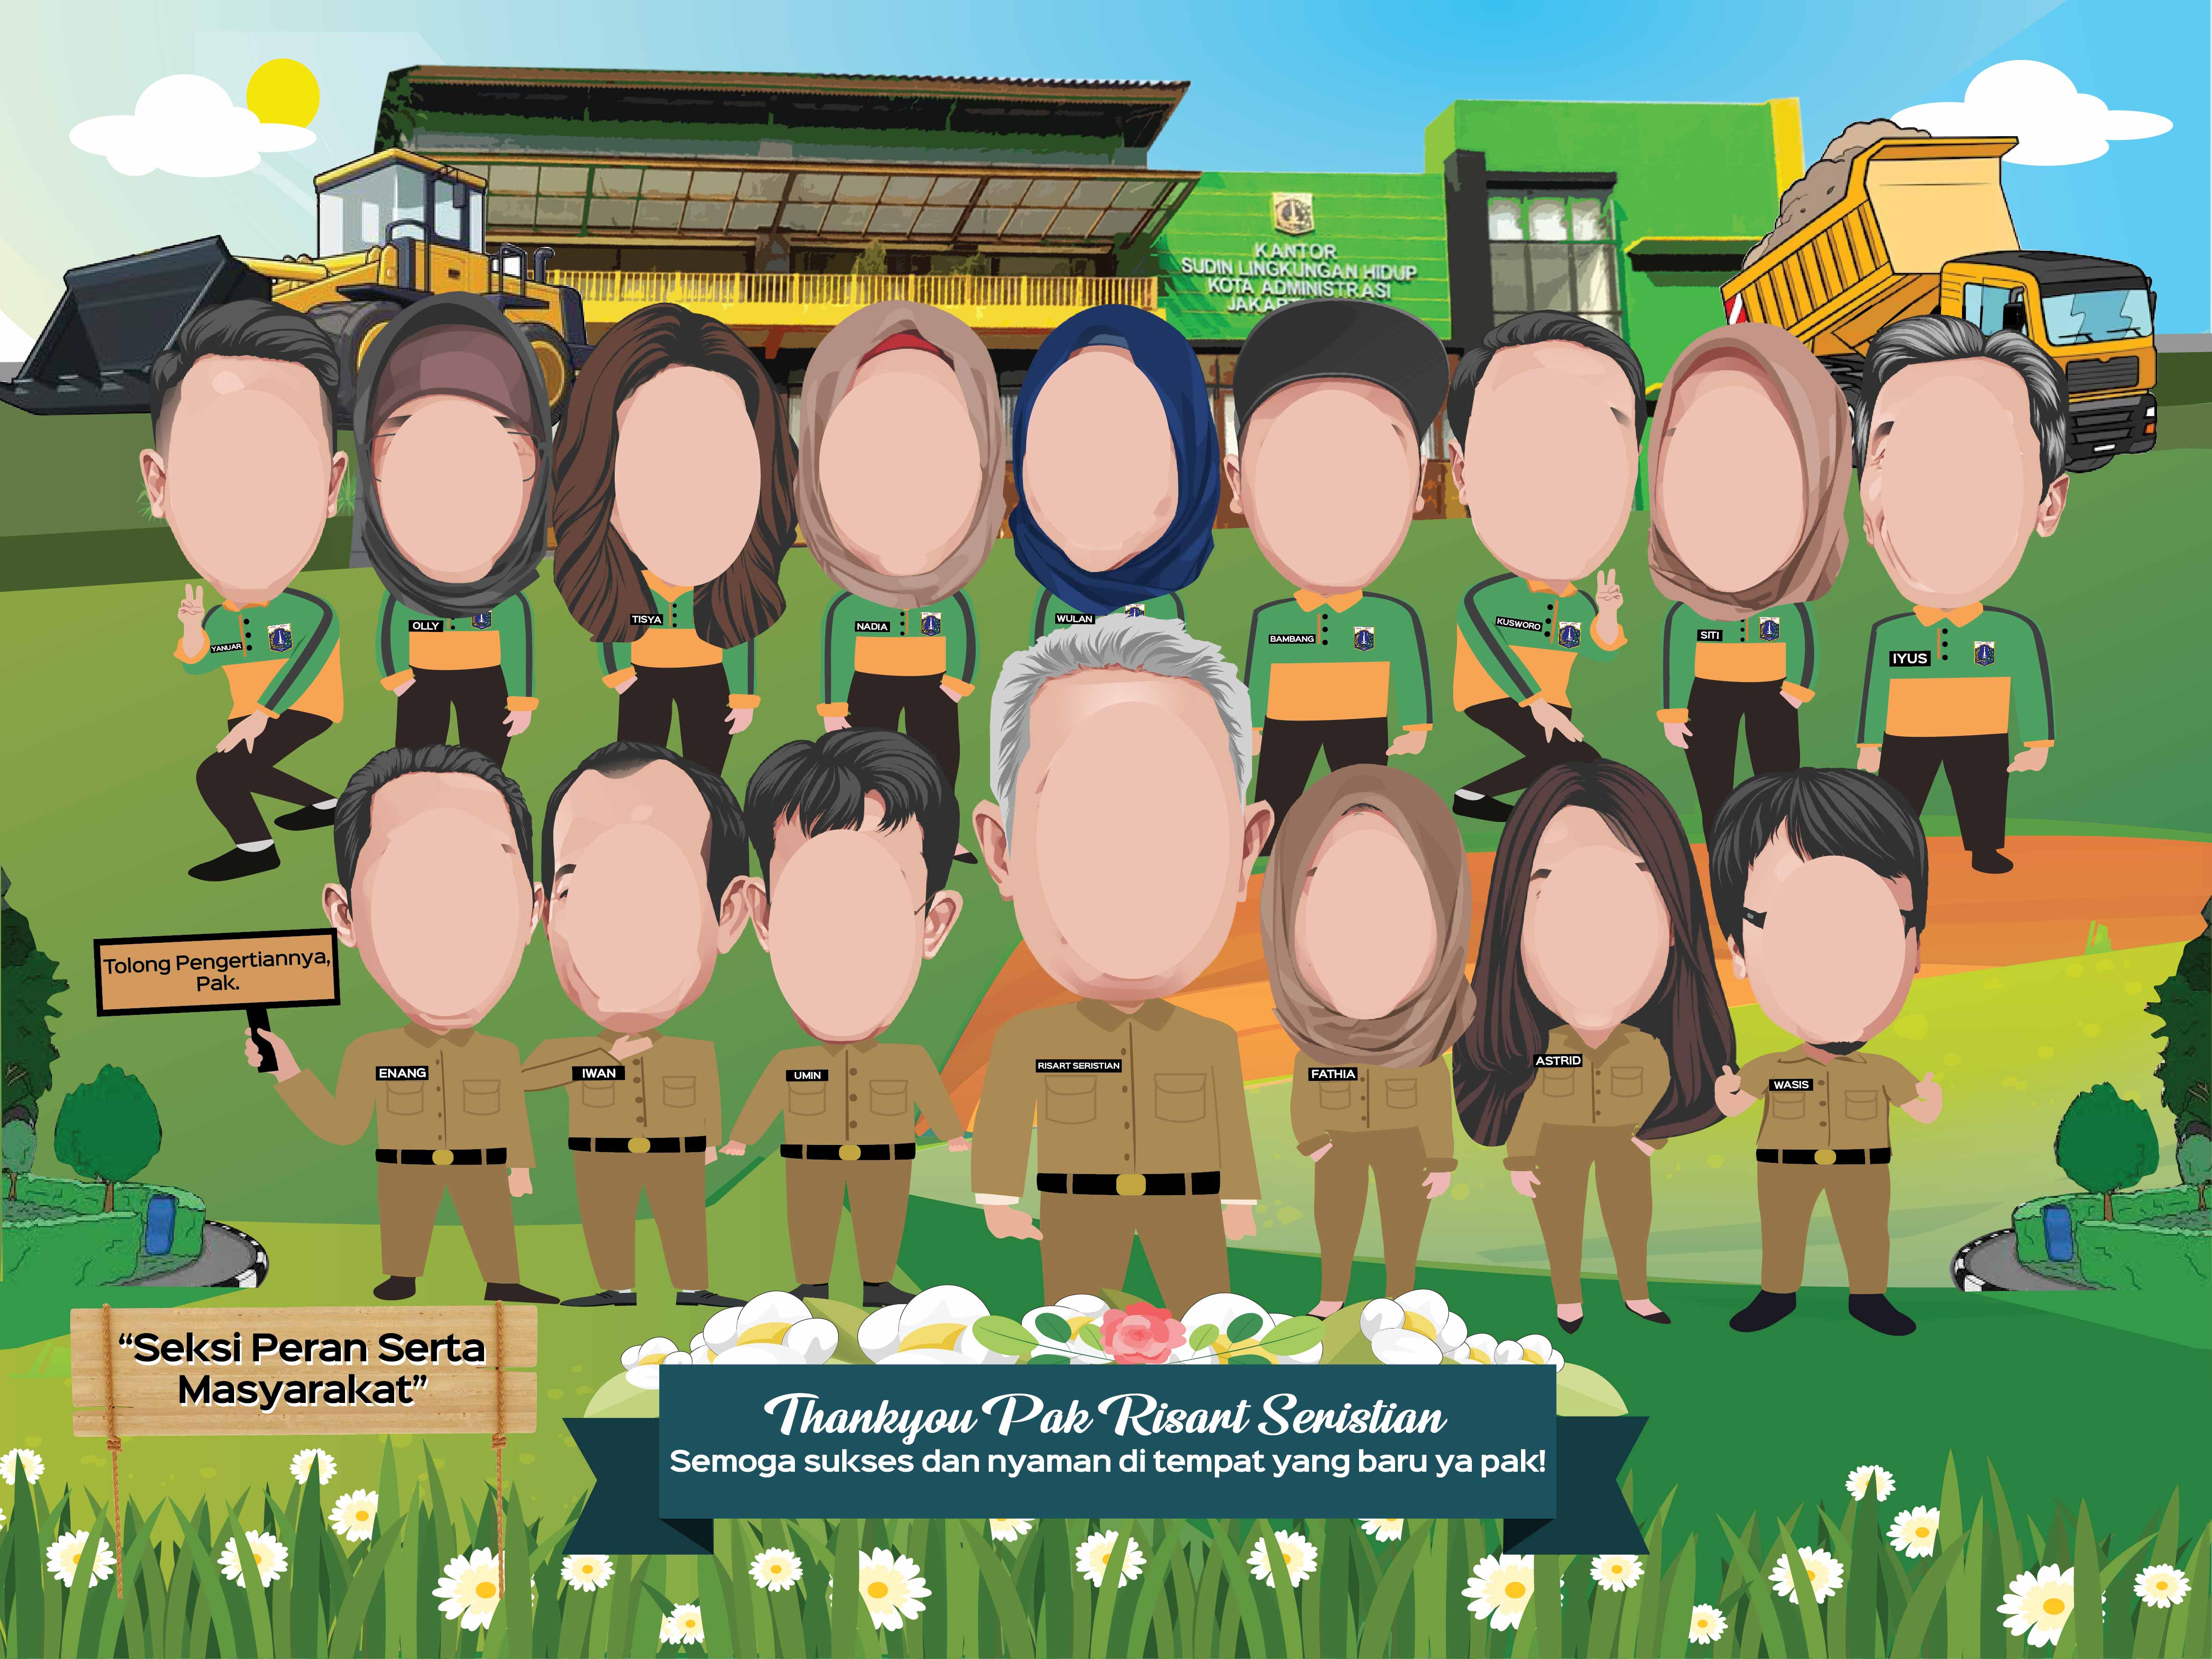 KANTOR
SUDIN LINGKUNGAN HIDUP
KOTA ADMINISTRASI
YANUAR
OLLY
TISYA
NADIA
WULAN
BAMBANG
KUSWORO
SITI
IYUS
Tolong Pengertiannya,
Pak.
ENANG
IWAN
UMIN
RISART SERISTIAN
FATHIA
ASTRID
WASIS
“Seksi Peran Serta
Masyarakat”
Thankyou Pak Risart Seristian
Semoga sukses dan nyaman di tempat yang baru ya pak!